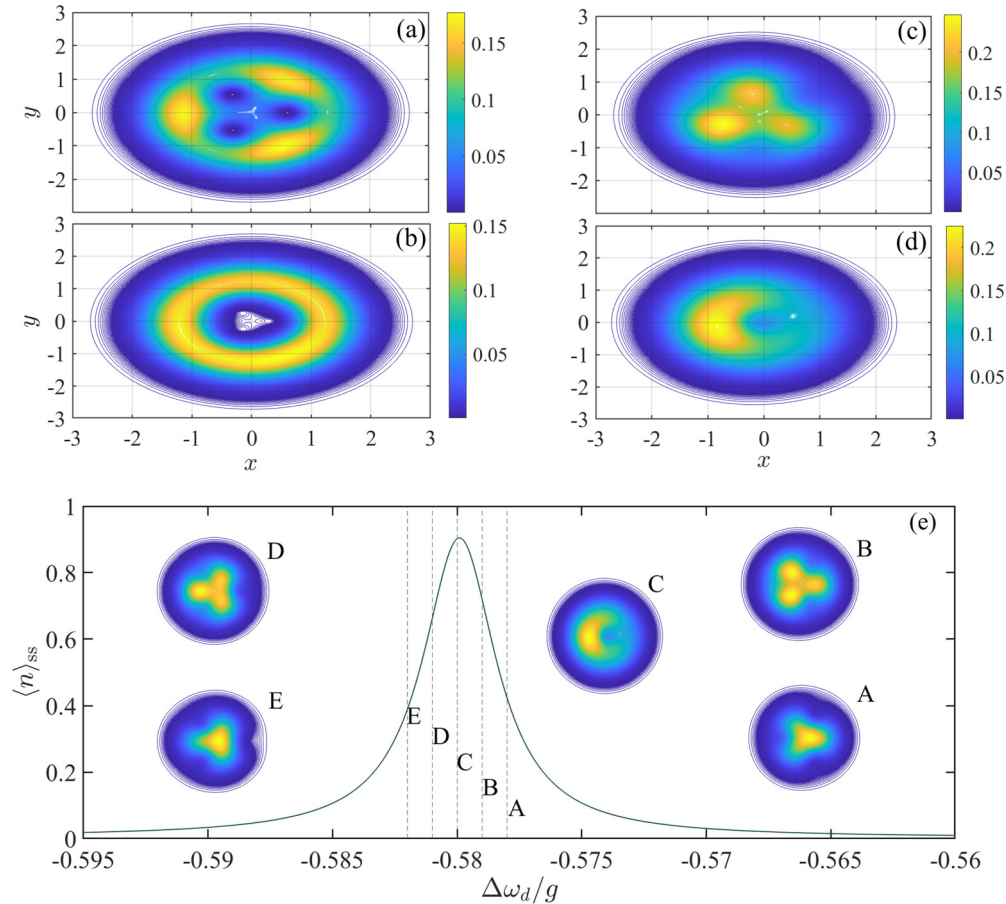 (a)
3
2
1
0
-1
-2
y
0.15
0.1
0.05
(c)
3
2
1
0
-1
-2
y
0.2
0.15
0.1
0.05
(b)
3
2
1
0
-1
-2
-3
y
-3 -2 -1 0 1 2 3
x
0.15
0.1
0.05
(d)
3
2
1
0
-1
-2
-3
y
-3 -2 -1 0 1 2 3
x
0.2
0.15
0.1
0.05
(e)
1
0.8
0.6
0.4
0.2
0
⟨n⟩ss
D
E
C
B
A
E
D
C
B
A
-0.595 -0.59 -0.585 -0.58 -0.575 -0.57 -0.565 -0.56
Δω_d/g